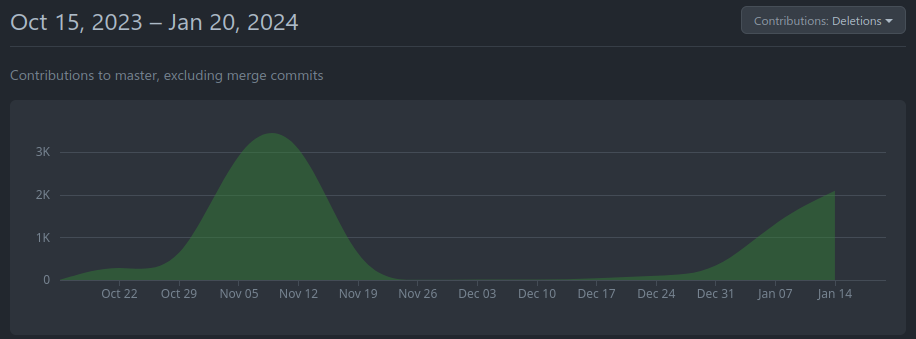 Oct 15, 2023 – Jan 20, 2024
Contributions: Deletions
Contributions to master, excluding merge commits
3K
2K
1K
0
Oct 22 Oct 29 Nov 05 Nov 12 Nov 19 Nov 26 Dec 03 Dec 10 Dec 17 Dec 24 Dec 31 Jan 07 Jan 14